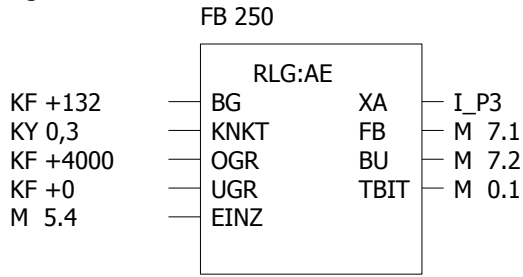 FB 250
RLG:AE
KF +132 BG XA I_P3
KY 0,3 KNKT FB M 7.1
KF +4000 OGR BU M 7.2
KF +0 UGR TBIT M 0.1
M 5.4 EINZ